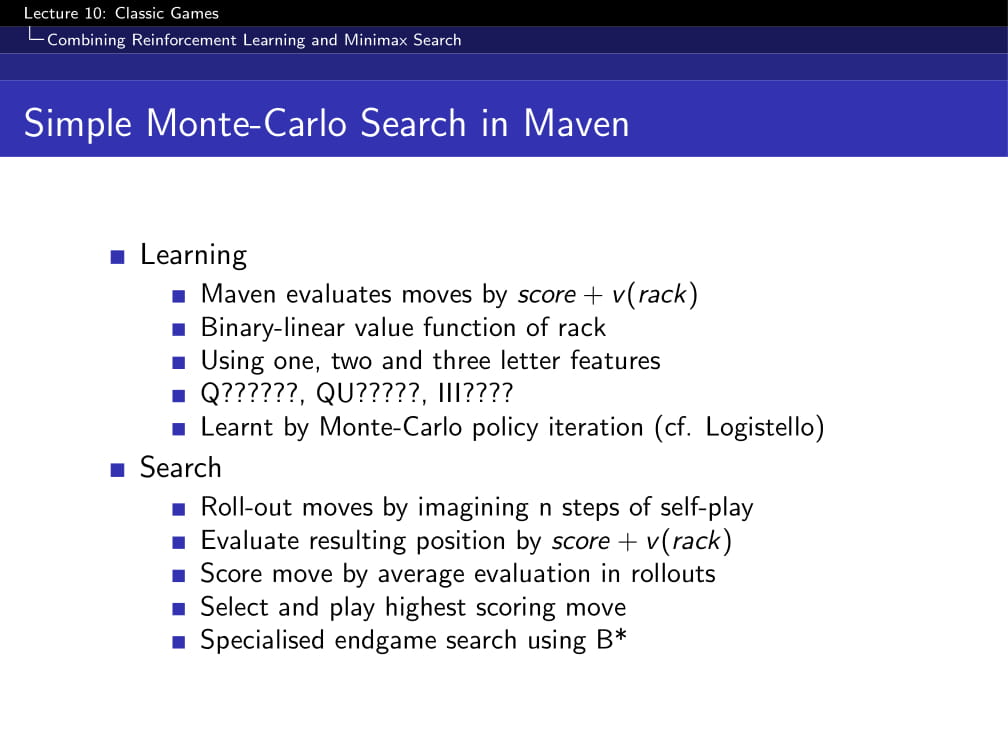 Lecture 10: Classic Games
Combining Reinforcement Learning and Minimax Search
Simple Monte-Carlo Search in Maven
Learning
Maven evaluates moves by score + v(rack)
Binary-linear value function of rack
Using one, two and three letter features
Q??????, QU?????, III????
Learnt by Monte-Carlo policy iteration (cf. Logistello)
Search
Roll-out moves by imagining n steps of self-play
Evaluate resulting position by score + v(rack)
Score move by average evaluation in rollouts
Select and play highest scoring move
Specialised endgame search using B*